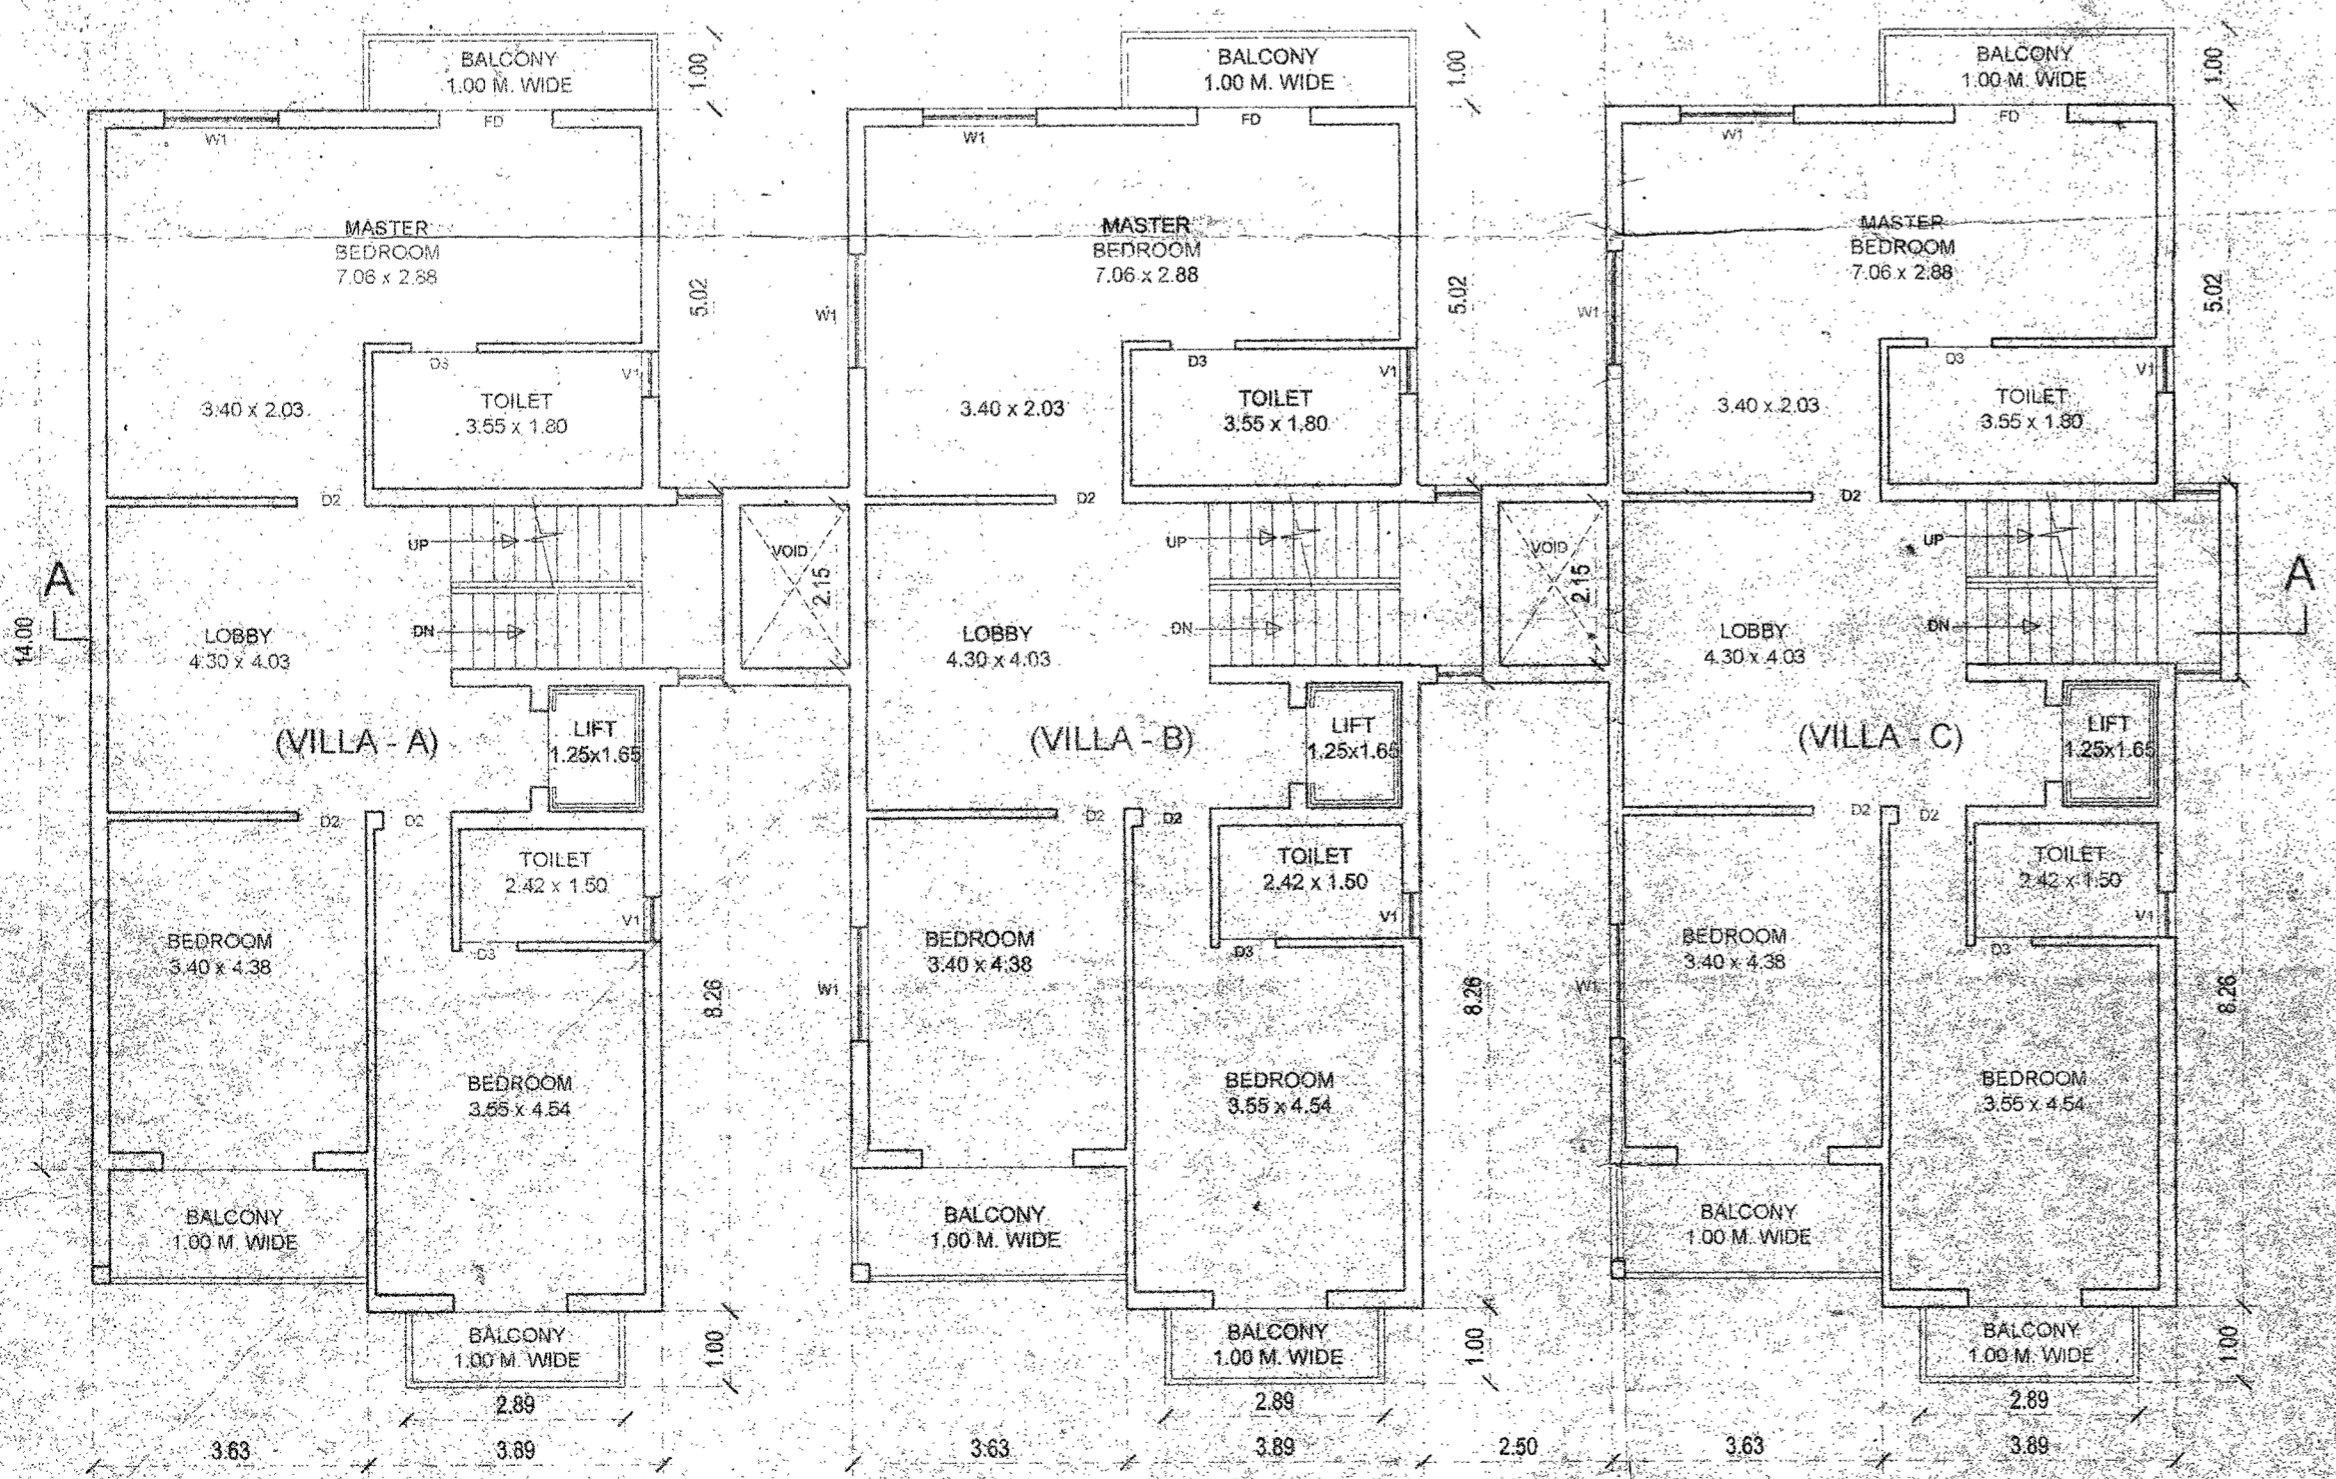 BALCONY
1.00 M. WIDE
1.00
W1
FD
MASTER
BEDROOM
7.06 x 2.88
5.02
D3
V1
TOILET
3.55 x 1.80
3.40 x 2.03
D2
UP
DN
VOID
2.15
A
14.00
LOBBY
4.30 x 4.03
(VILLA - A)
LIFT
1.25x1.65
D2
D2
TOILET
2.42 x 1.50
V1
D3
BEDROOM
3.40 x 4.38
8.26
BEDROOM
3.55 x 4.54
BALCONY
1.00 M. WIDE
BALCONY
1.00 M. WIDE
1.00
2.89
3.63
3.89
BALCONY
1.00 M. WIDE
1.00
W1
FD
MASTER
BEDROOM
7.06 x 2.88
W1
5.02
D3
V1
TOILET
3.55 x 1.80
3.40 x 2.03
D2
UP
DN
VOID
2.15
LOBBY
4.30 x 4.03
(VILLA - B)
LIFT
1.25x1.65
D2
D2
TOILET
2.42 x 1.50
V1
D3
BEDROOM
3.40 x 4.38
W1
8.26
BEDROOM
3.55 x 4.54
BALCONY
1.00 M. WIDE
BALCONY
1.00 M. WIDE
1.00
2.89
3.63
3.89
2.50
BALCONY
1.00 M. WIDE
1.00
W1
FD
MASTER
BEDROOM
7.06 x 2.88
W1
5.02
D3
V1
TOILET
3.55 x 1.80
3.40 x 2.03
D2
UP
DN
A
LOBBY
4.30 x 4.03
(VILLA - C)
LIFT
1.25x1.65
D2
D2
TOILET
2.42 x 1.50
V1
D3
BEDROOM
3.40 x 4.38
W1
8.26
BEDROOM
3.55 x 4.54
BALCONY
1.00 M. WIDE
BALCONY
1.00 M. WIDE
1.00
2.89
3.63
3.89